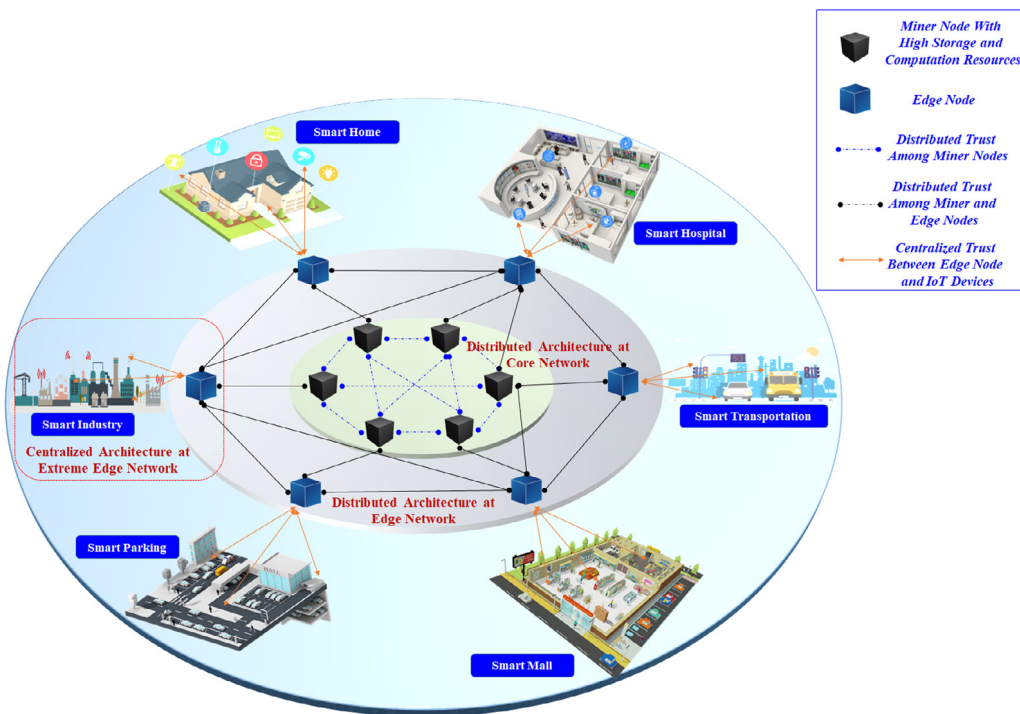 Miner Node With
High Storage and
Computation Resources
Edge Node
Distributed Trust
Among Miner Nodes
Distributed Trust
Among Miner and
Edge Nodes
Centralized Trust
Between Edge Node
and IoT Devices
Smart Home
Smart Hospital
Distributed Architecture at
Core Network
Smart Industry
Smart Transportation
Centralized Architecture at
Extreme Edge Network
Distributed Architecture at
Edge Network
Smart Parking
Smart Mall